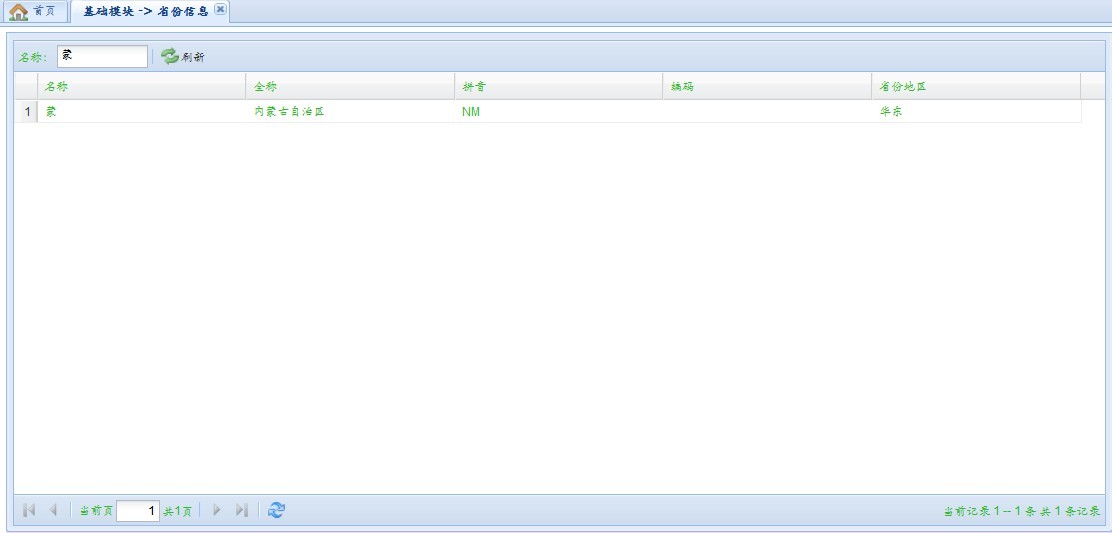 首页 基础模块 -> 省份信息
名称: 蒙 刷新
名称 全称 拼音 编码 省份地区
1 蒙 内蒙古自治区 NM 华东
当前页 1 共1页 当前记录 1 -- 1 条 共 1 条记录